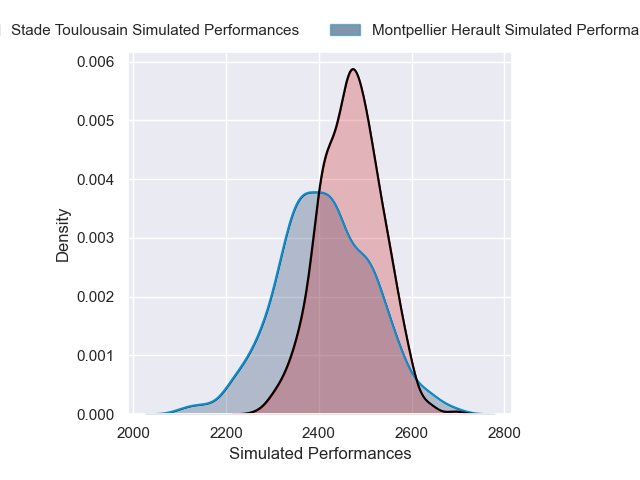 Stade Toulousain Simulated Performances
Montpellier Herault Simulated Performa
0.006
0.005
0.004
0.003
0.002
0.001
0.000
Density
2000 2200 2400 2600 2800
Simulated Performances